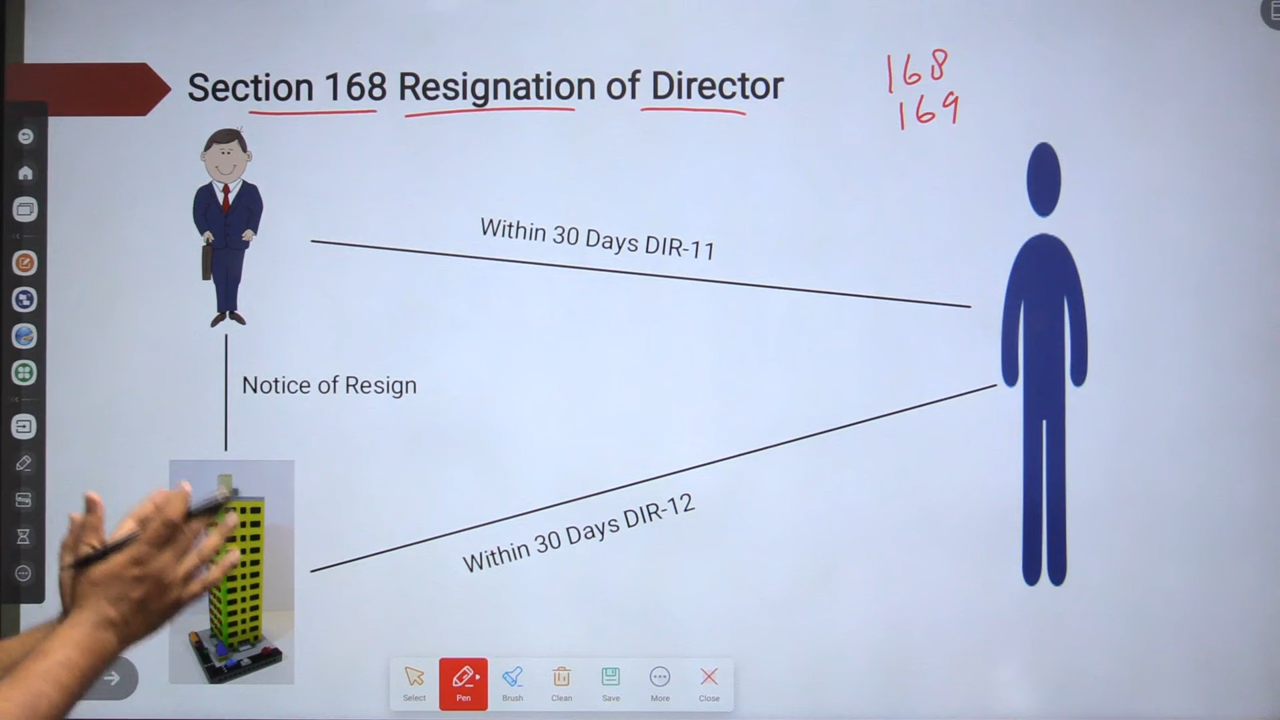 Section 168 Resignation of Director
168
169
Within 30 Days DIR-11
Notice of Resign
Within 30 Days DIR-12
Select
Pen
Brush
Clean
Save
More
Close